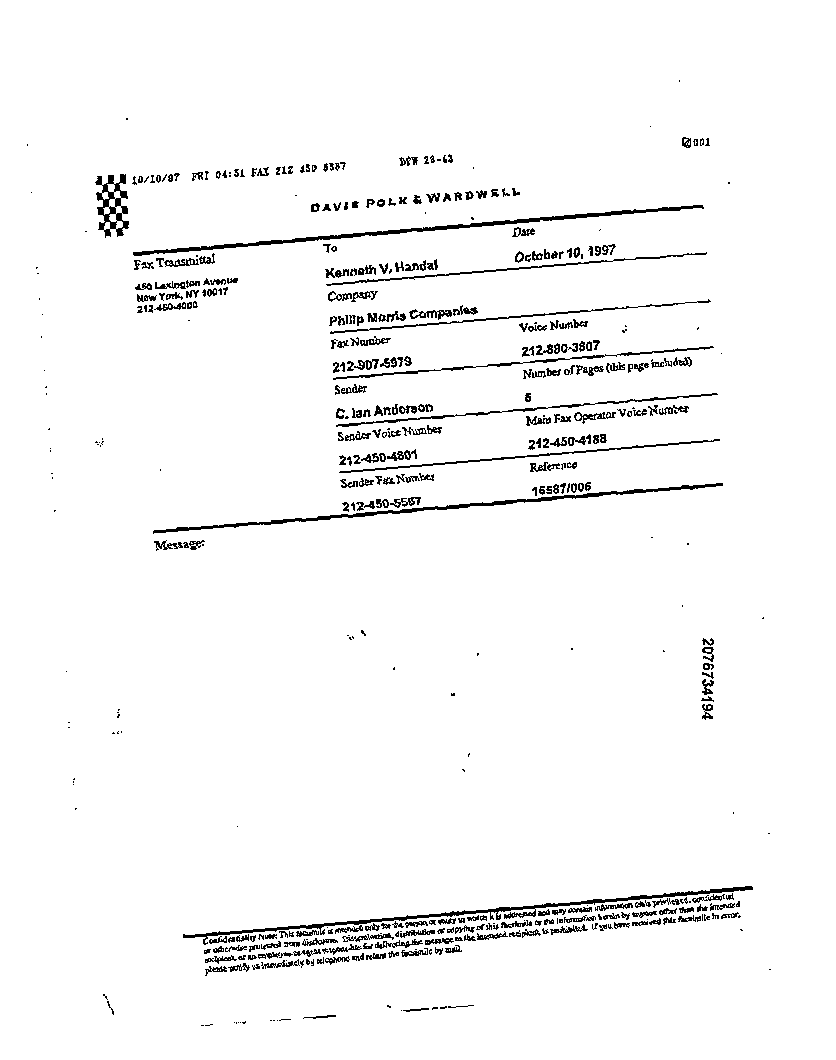 001
10/10/97 FRI 04:51 FAX 212 450 5587 DPW 28-43
DAVIS POLK & WARDWELL
Fax Transmittal
450 Lexington Avenue
New York, NY 10017
212-450-4000
To
Kenneth V. Handal
Date
October 10, 1997
Company
Philip Morris Companies
Fax Number
212-907-5979
Voice Number
212-880-3807
Sender
C. Ian Anderson
Number of Pages (this page included)
Sender Voice Number
212-450-4801
Main Fax Operator Voice Number
212-450-4188
Sender Fax Number
212-450-5587
Reference
16587/006
Message:
2076734194
Confidentiality Note: This facsimile is intended only for the person or entity to which it is addressed and may contain information that is privileged, confidential
or otherwise protected from disclosure. Dissemination, distribution or copying of this facsimile or the information herein by anyone other than the intended
recipient, or an employee or agent responsible for delivering the message to the intended recipient, is prohibited. If you have received this facsimile in error,
please notify us immediately by telephone and return the facsimile by mail.